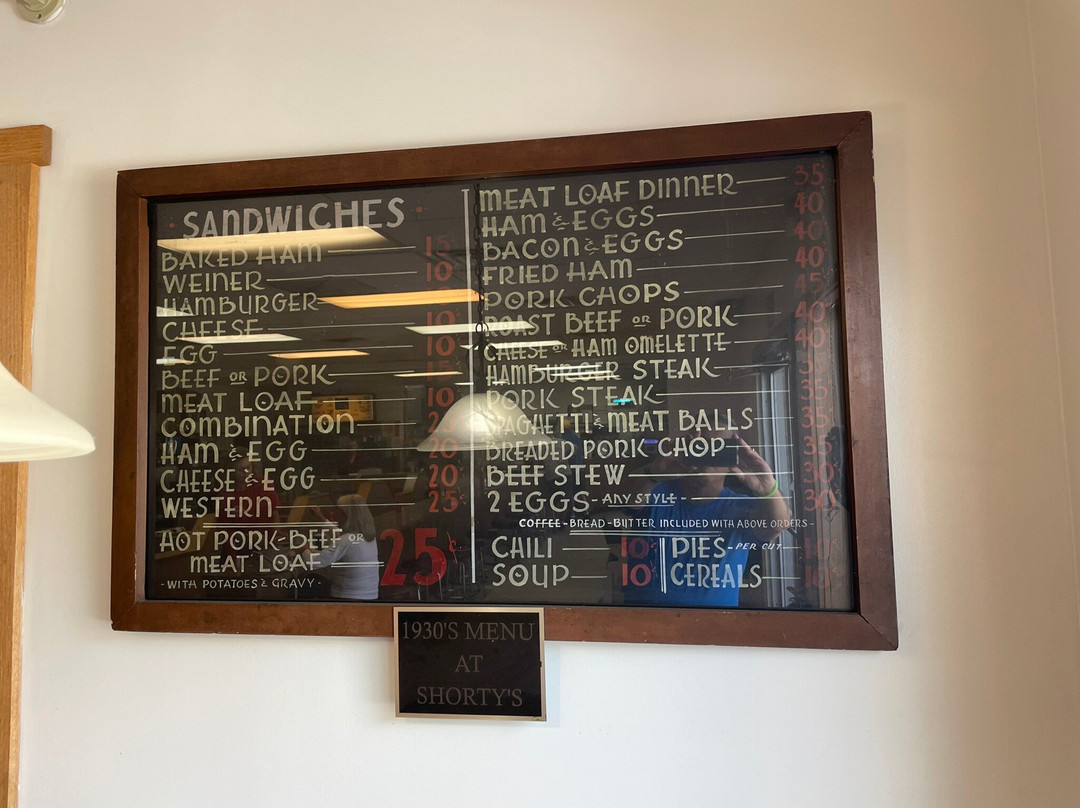 SANDWICHES
BAKED HAM 15
WEINER 10
HAMBURGER
CHEESE 10
EGG 10
BEEF OR PORK
MEAT LOAF 10
COMBINATION
HAM & EGG 20
CHEESE & EGG 20
WESTERN 25
HOT PORK-BEEF OR
MEAT LOAF 25¢
-WITH POTATOES & GRAVY-
MEAT LOAF DINNER 35
HAM & EGGS 40
BACON & EGGS 40
FRIED HAM 40
PORK CHOPS 45
ROAST BEEF OR PORK 40
CHEESE OR HAM OMELETTE 40
HAMBURGER STEAK
PORK STEAK 35
SPAGHETTI & MEAT BALLS 35
BREADED PORK CHOP 35
BEEF STEW 30
2 EGGS-ANY STYLE- 30
COFFEE-BREAD-BUTTER INCLUDED WITH ABOVE ORDERS-
CHILI 10
SOUP 10
PIES-PER CUT- 10
CEREALS 10
1930'S MENU
AT
SHORTY'S